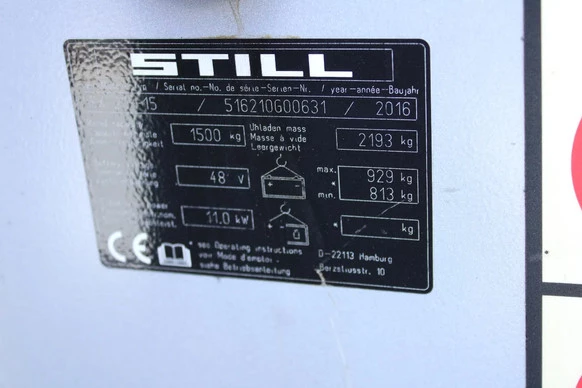 STILL
/ Serial no.-No. de série-Serien-Nr. / year-année-Baujahr
15 / 516210G00631 / 2016
1500 kg Unladen mass Masse à vide Leergewicht 2193 kg
48 V max. 929 kg
min. 813 kg
11.0 kW * kg
CE * see Operating instructions
voir Mode d'emploi
siehe Betriebsanleitung
D-22113 Hamburg
Berzeliusstr. 10